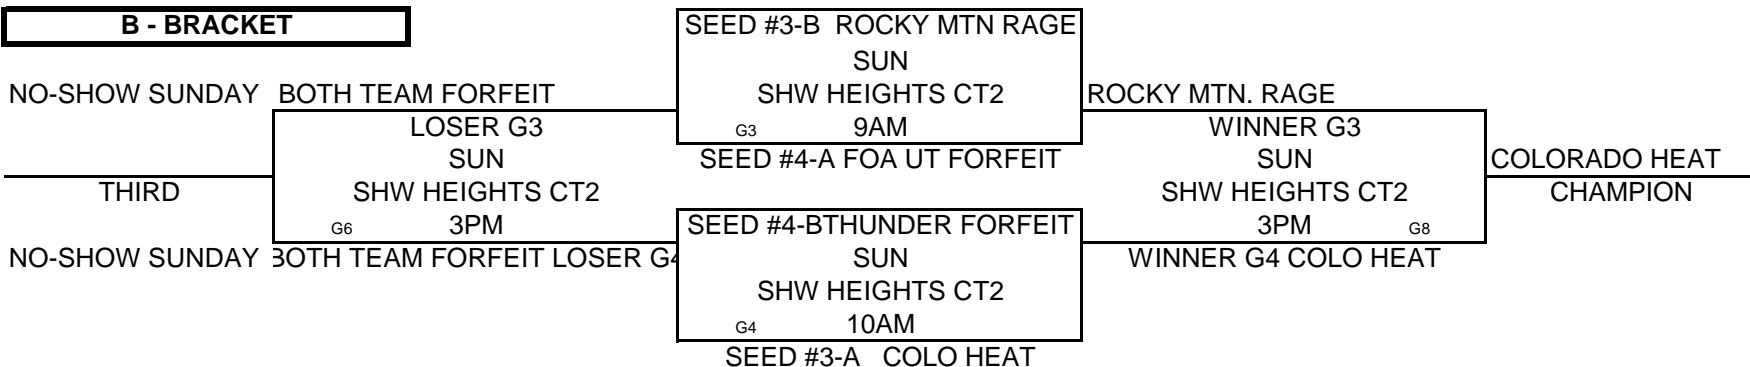 B - BRACKET
SEED #3-B ROCKY MTN RAGE
SUN
NO-SHOW SUNDAY BOTH TEAM FORFEIT
SHW HEIGHTS CT2
ROCKY MTN. RAGE
LOSER G3
G3 9AM
WINNER G3
SUN
SEED #4-A FOA UT FORFEIT
SUN
COLORADO HEAT
THIRD
SHW HEIGHTS CT2
SHW HEIGHTS CT2
CHAMPION
G6 3PM
SEED #4-BTHUNDER FORFEIT
3PM G8
NO-SHOW SUNDAY BOTH TEAM FORFEIT LOSER G4
SUN
WINNER G4 COLO HEAT
SHW HEIGHTS CT2
G4 10AM
SEED #3-A COLO HEAT